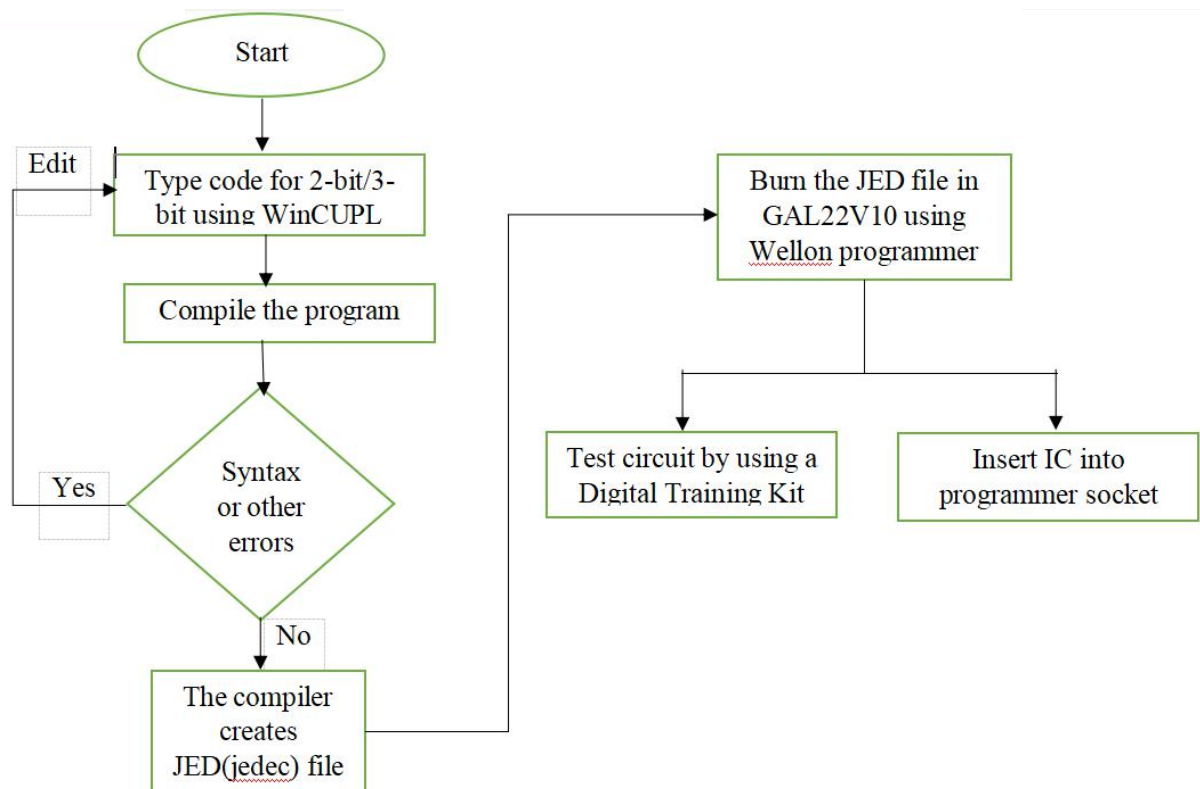 Start
Edit
Type code for 2-bit/3-
bit using WinCUPL
Compile the program
Syntax
or other
errors
Yes
No
The compiler
creates
JED(jedec) file
Burn the JED file in
GAL22V10 using
Wellon programmer
Test circuit by using a
Digital Training Kit
Insert IC into
programmer socket